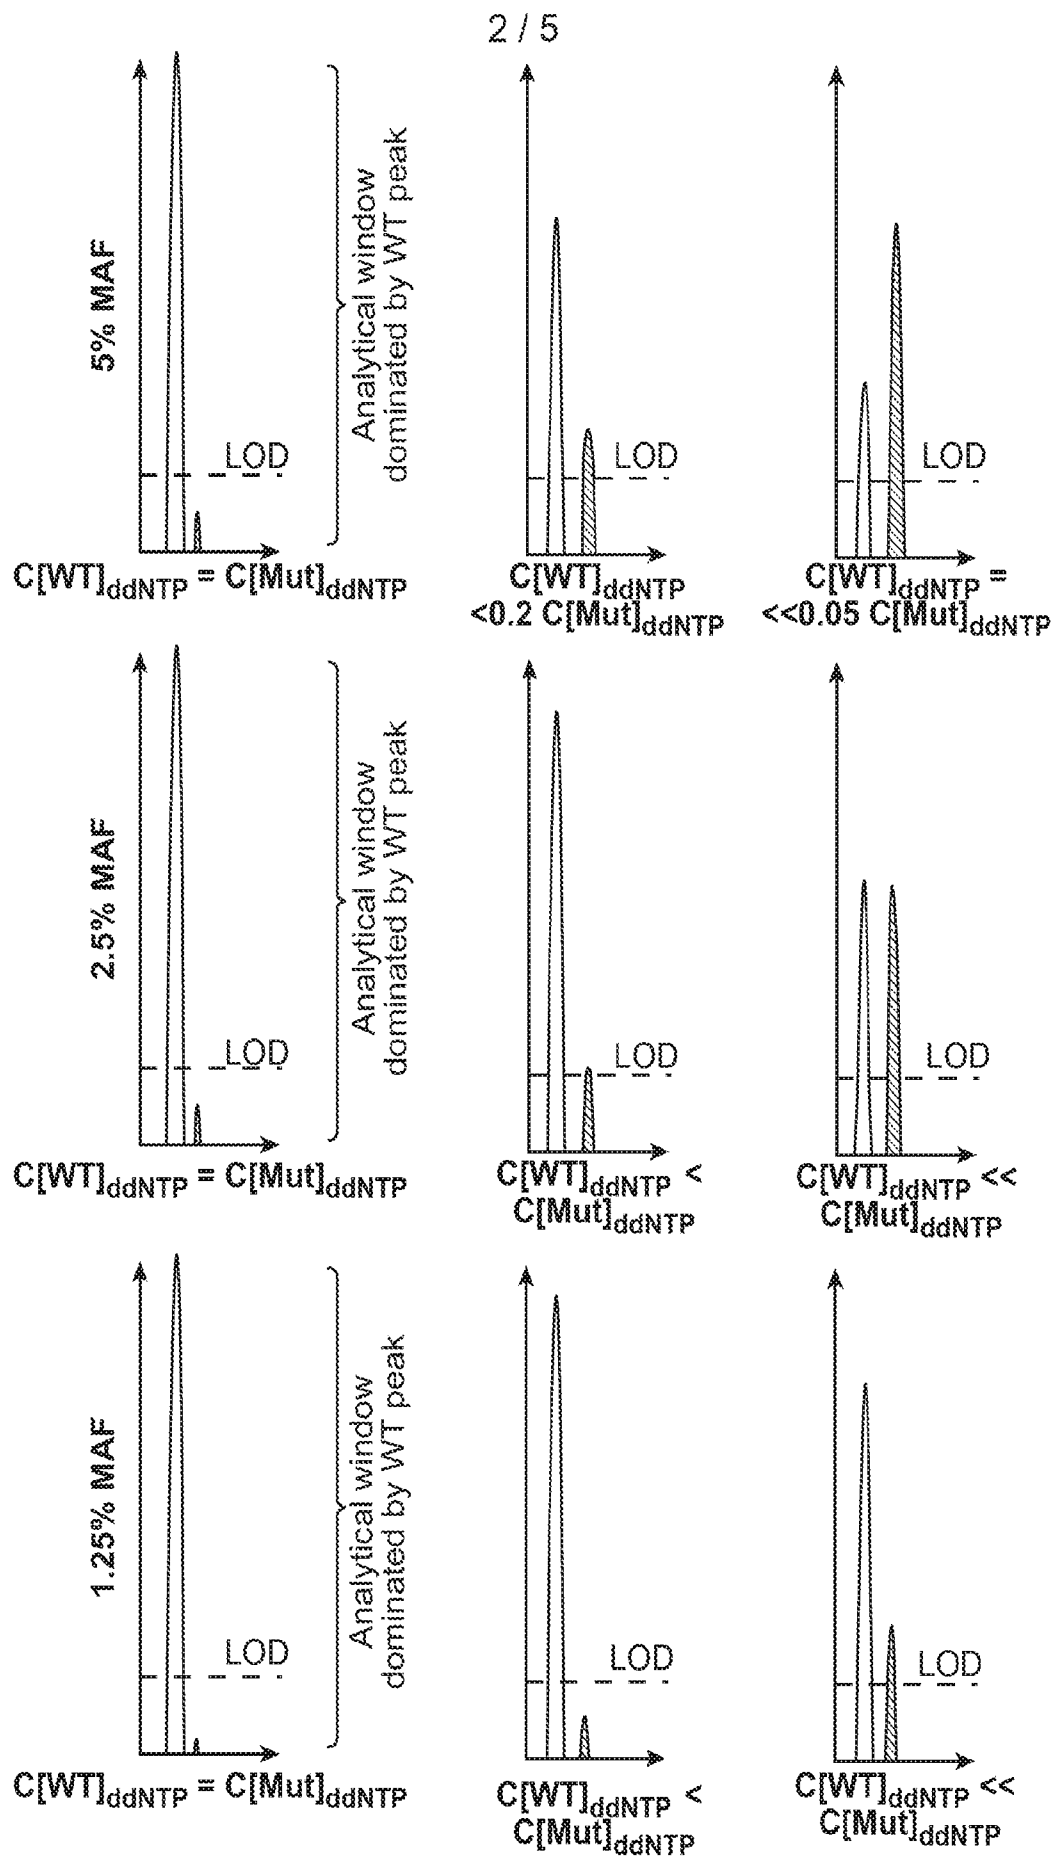 2 / 5
5% MAF
LOD
Analytical window
dominated by WT peak
C[WT]ddNTP = C[Mut]ddNTP
LOD
C[WT]ddNTP
<0.2 C[Mut]ddNTP
LOD
C[WT]ddNTP =
<<0.05 C[Mut]ddNTP
2.5% MAF
LOD
Analytical window
dominated by WT peak
C[WT]ddNTP = C[Mut]ddNTP
LOD
C[WT]ddNTP <
C[Mut]ddNTP
LOD
C[WT]ddNTP <<
C[Mut]ddNTP
1.25% MAF
LOD
Analytical window
dominated by WT peak
C[WT]ddNTP = C[Mut]ddNTP
LOD
C[WT]ddNTP <
C[Mut]ddNTP
LOD
C[WT]ddNTP <<
C[Mut]ddNTP